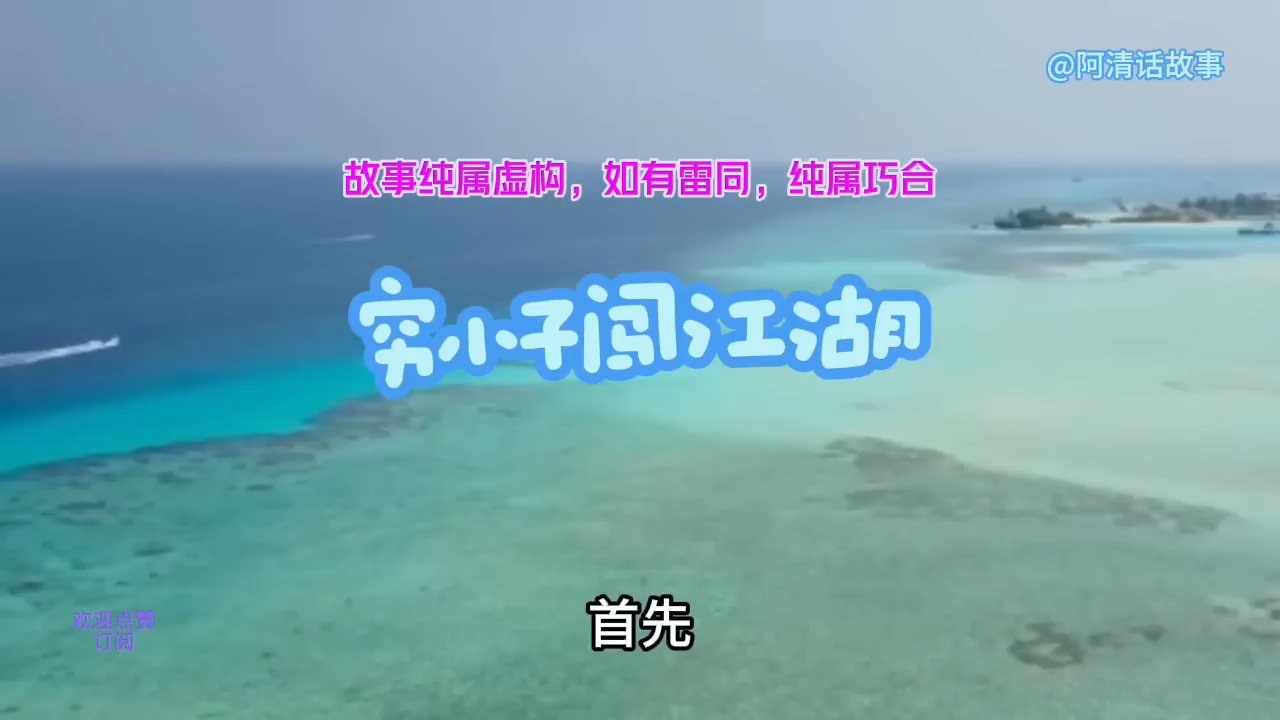 @阿清话故事
故事纯属虚构，如有雷同，纯属巧合
穷小子闯江湖
首先
欢迎点赞
订阅